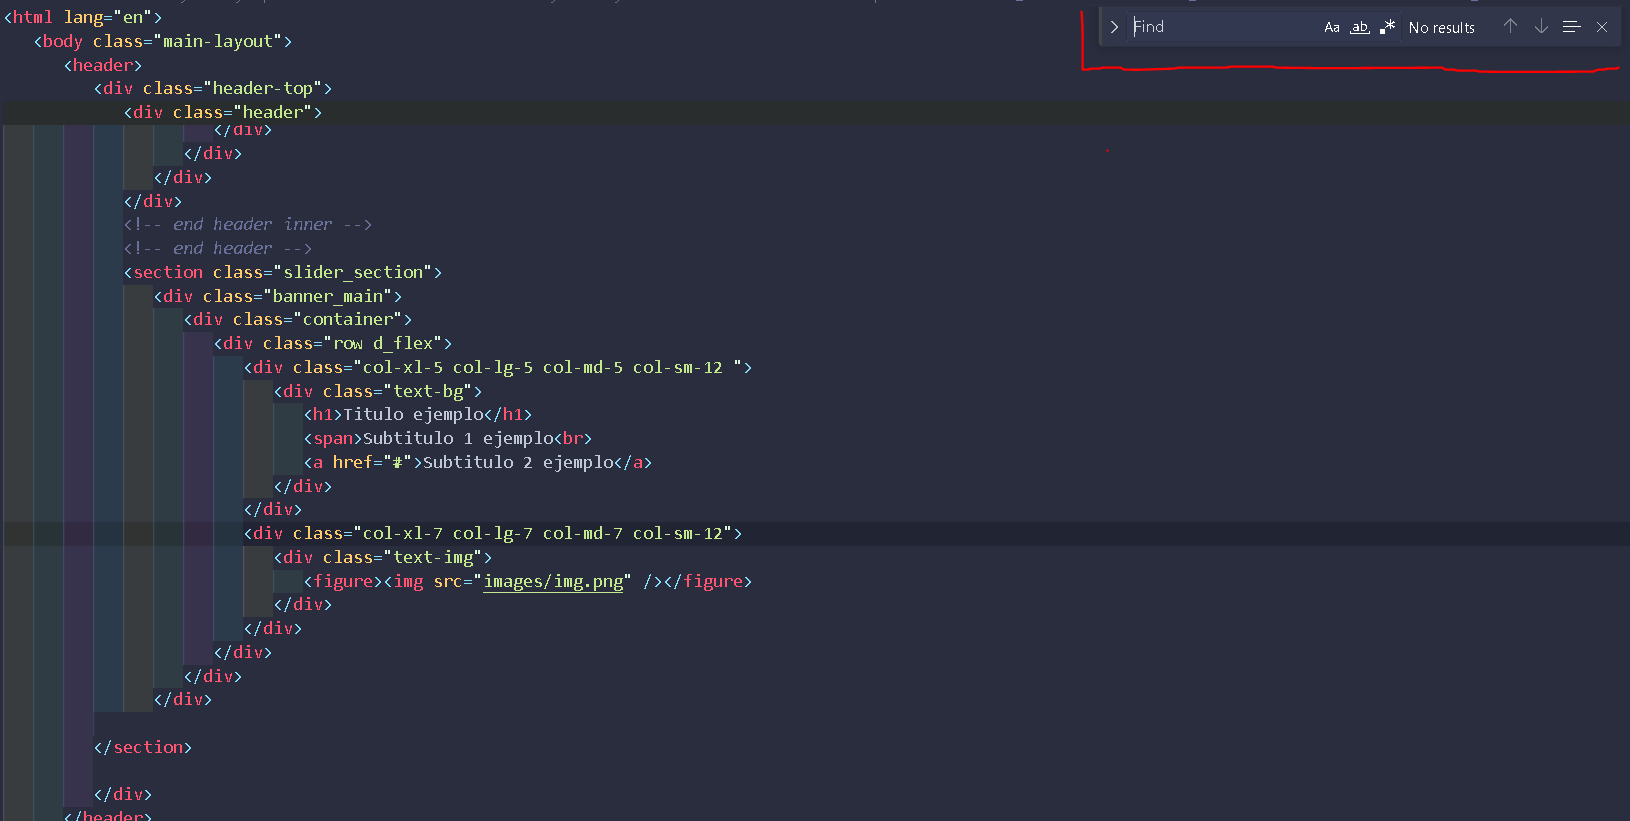 <html lang="en">
<body class="main-layout">
<header>
<div class="header-top">
<div class="header">
</div>
</div>
</div>
</div>
<!-- end header inner -->
<!-- end header -->
<section class="slider_section">
<div class="banner_main">
<div class="container">
<div class="row d_flex">
<div class="col-xl-5 col-lg-5 col-md-5 col-sm-12 ">
<div class="text-bg">
<h1>Titulo ejemplo</h1>
<span>Subtitulo 1 ejemplo<br>
<a href="#">Subtitulo 2 ejemplo</a>
</div>
</div>
<div class="col-xl-7 col-lg-7 col-md-7 col-sm-12">
<div class="text-img">
<figure><img src="images/img.png" /></figure>
</div>
</div>
</div>
</div>
</div>
</section>
</div>
</header>
Find Aa ab .* No results